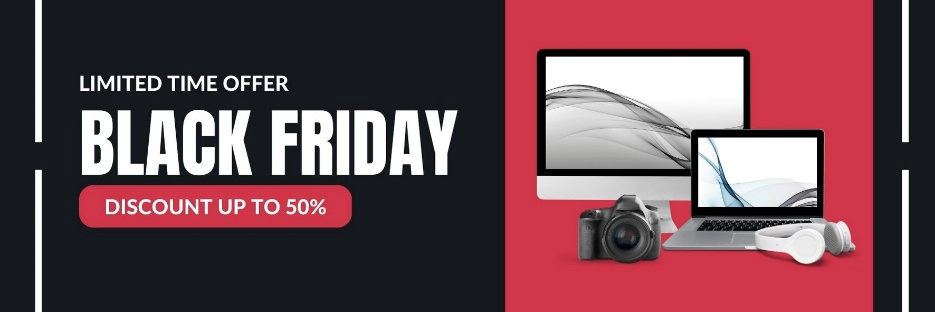 LIMITED TIME OFFER
BLACK FRIDAY
DISCOUNT UP TO 50%